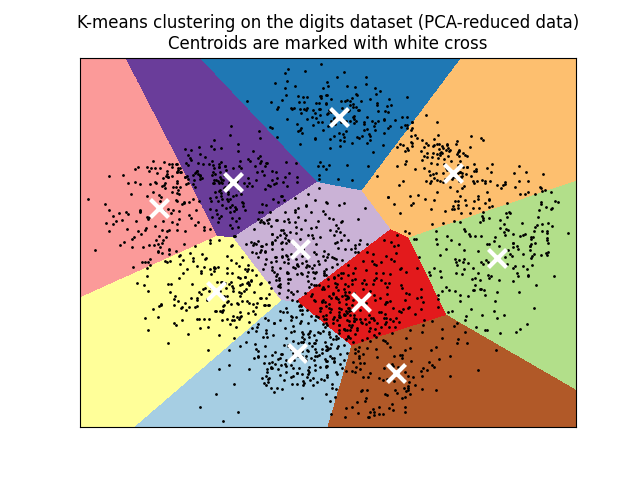 K-means clustering on the digits dataset (PCA-reduced data)
Centroids are marked with white cross